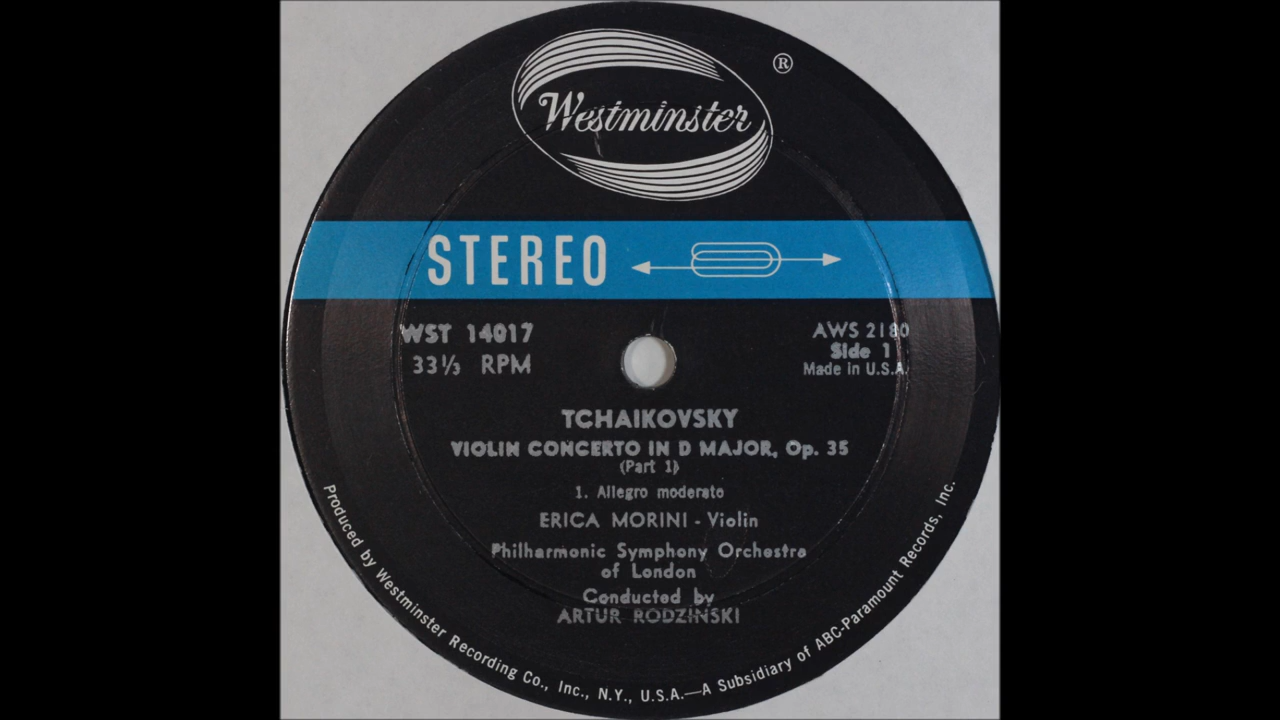 Westminster ®
STEREO
WST 14017
33⅓ RPM
AWS 2180
Side 1
Made in U.S.A.
TCHAIKOVSKY
VIOLIN CONCERTO IN D MAJOR, Op. 35
(Part 1)
1. Allegro moderato
ERICA MORINI - Violin
Philharmonic Symphony Orchestra
of London
Conducted by
ARTUR RODZINSKI
Produced by Westminster Recording Co., Inc., N.Y., U.S.A.—A Subsidiary of ABC-Paramount Records, Inc.